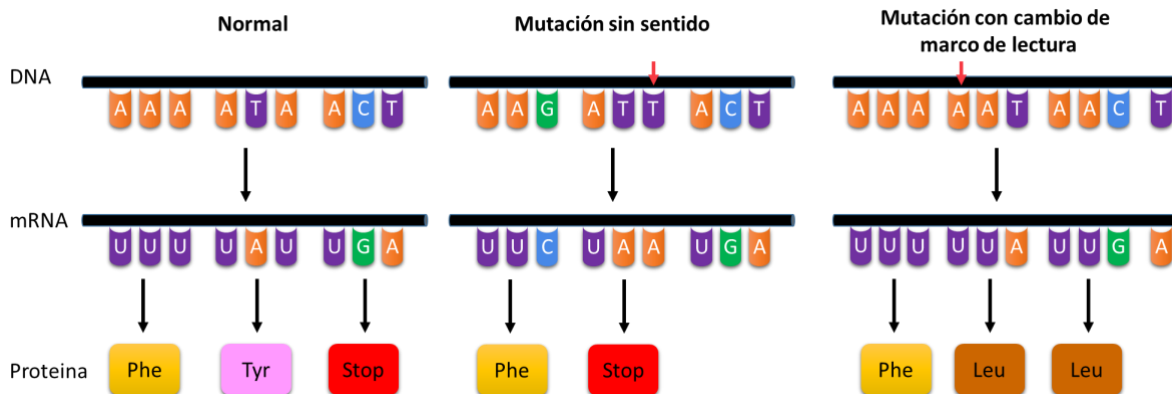 Normal
Mutación sin sentido
Mutación con cambio de
marco de lectura
DNA
A A A A T A A C T
A A G A T T A C T
A A A A A T A A C T
mRNA
U U U U A U U G A
U U C U A A U G A
U U U U U A U U G A
Proteina
Phe Tyr Stop
Phe Stop
Phe Leu Leu